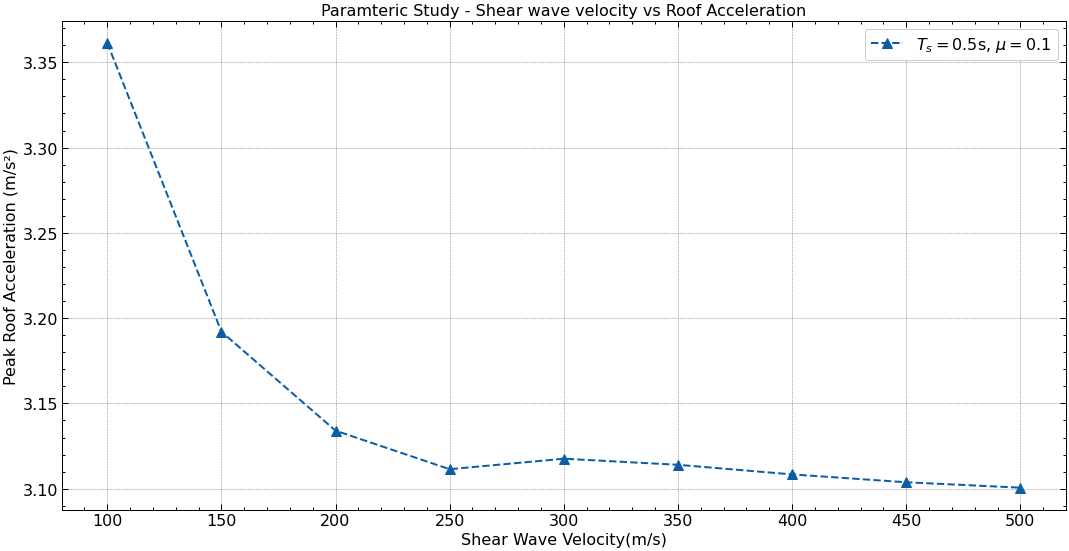 Paramteric Study - Shear wave velocity vs Roof Acceleration
T_s = 0.5s, μ = 0.1
Peak Roof Acceleration (m/s²)
3.35
3.30
3.25
3.20
3.15
3.10
100 150 200 250 300 350 400 450 500
Shear Wave Velocity(m/s)